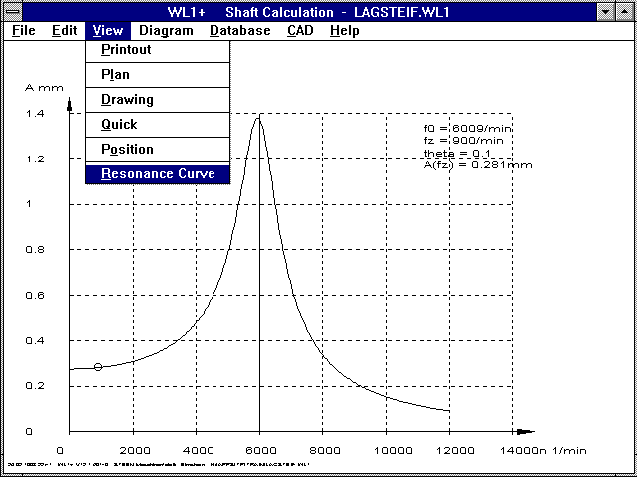 WL1+ Shaft Calculation - LAGSTEIF.WL1
File Edit View Diagram Database CAD Help
Printout
Plan
Drawing
Quick
Position
Resonance Curve
A mm
f0 = 6009/min
fz = 900/min
theta = 0.1
A(fz) = 0.281mm
1.4
1.2
1
0.8
0.6
0.4
0.2
0
0 2000 4000 6000 8000 10000 12000 14000n 1/min